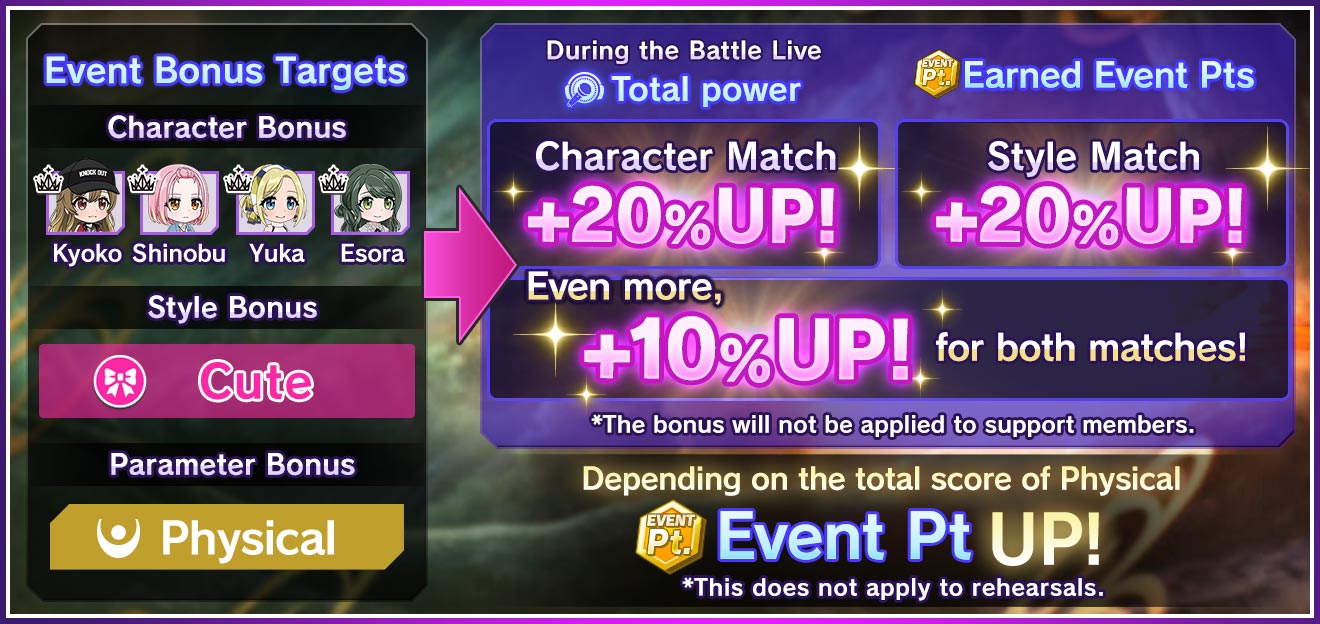 Event Bonus Targets
Character Bonus
KNOCK OUT
Kyoko Shinobu Yuka Esora
Style Bonus
Cute
Parameter Bonus
Physical
During the Battle Live
Total power
EVENT Pt. Earned Event Pts
Character Match
+20%UP!
Style Match
+20%UP!
Even more,
+10%UP! for both matches!
*The bonus will not be applied to support members.
Depending on the total score of Physical
EVENT Pt. Event Pt UP!
*This does not apply to rehearsals.